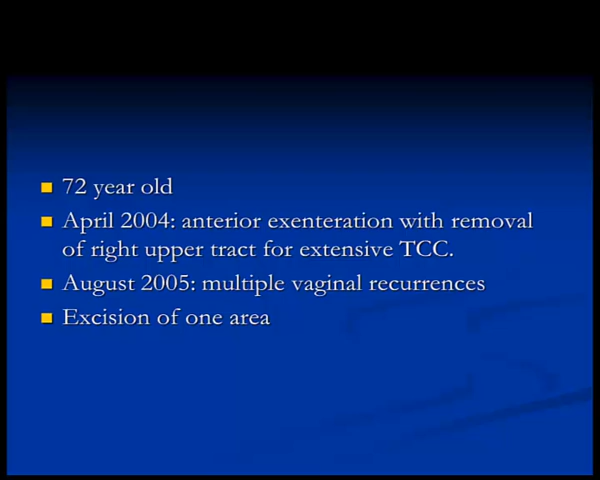 72 year old
April 2004: anterior exenteration with removal
of right upper tract for extensive TCC.
August 2005: multiple vaginal recurrences
Excision of one area